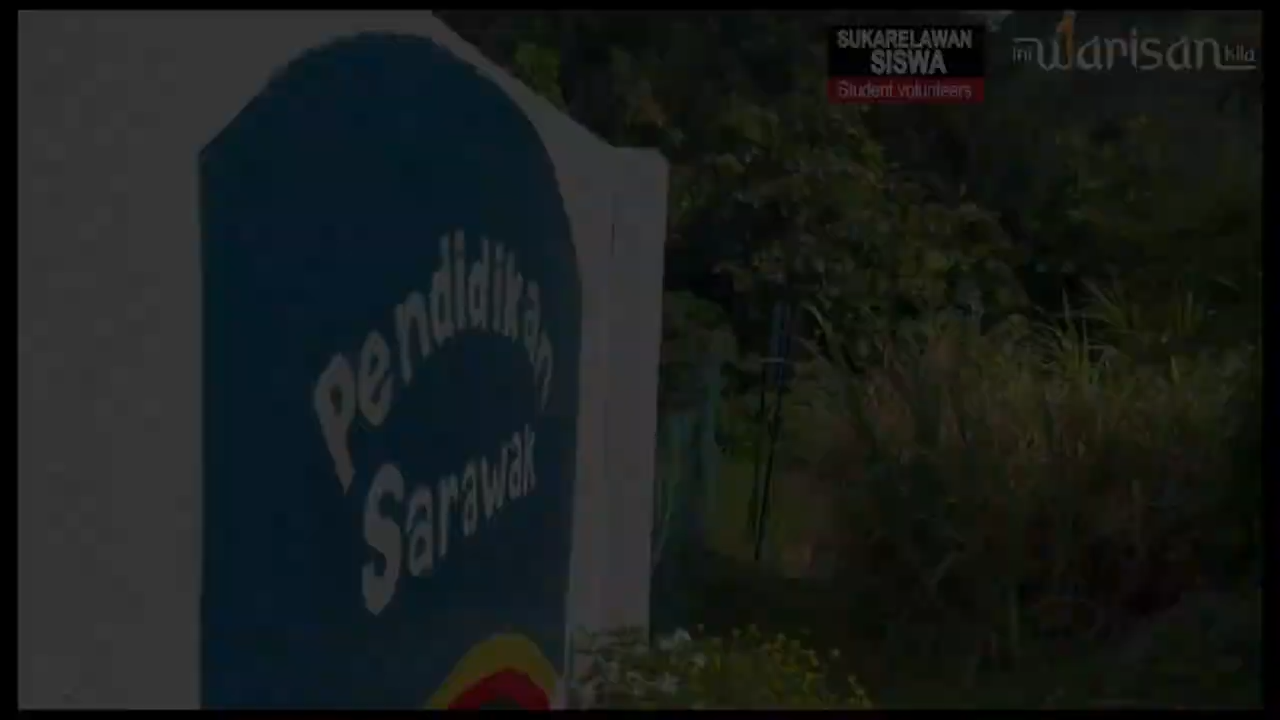 SUKARELAWAN
SISWA
Student volunteers
ini warisan kita
Pendidikan
Sarawak